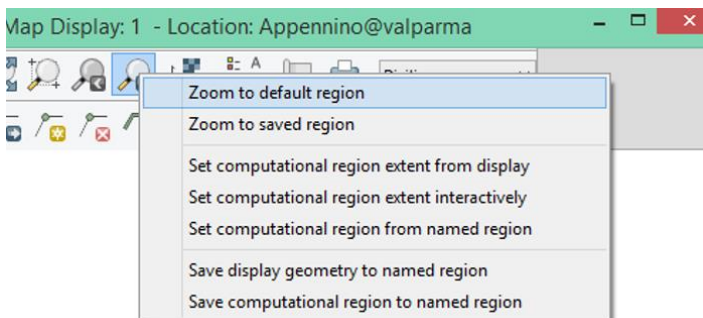 Map Display: 1 - Location: Appennino@valparma
Zoom to default region
Zoom to saved region
Set computational region extent from display
Set computational region extent interactively
Set computational region from named region
Save display geometry to named region
Save computational region to named region